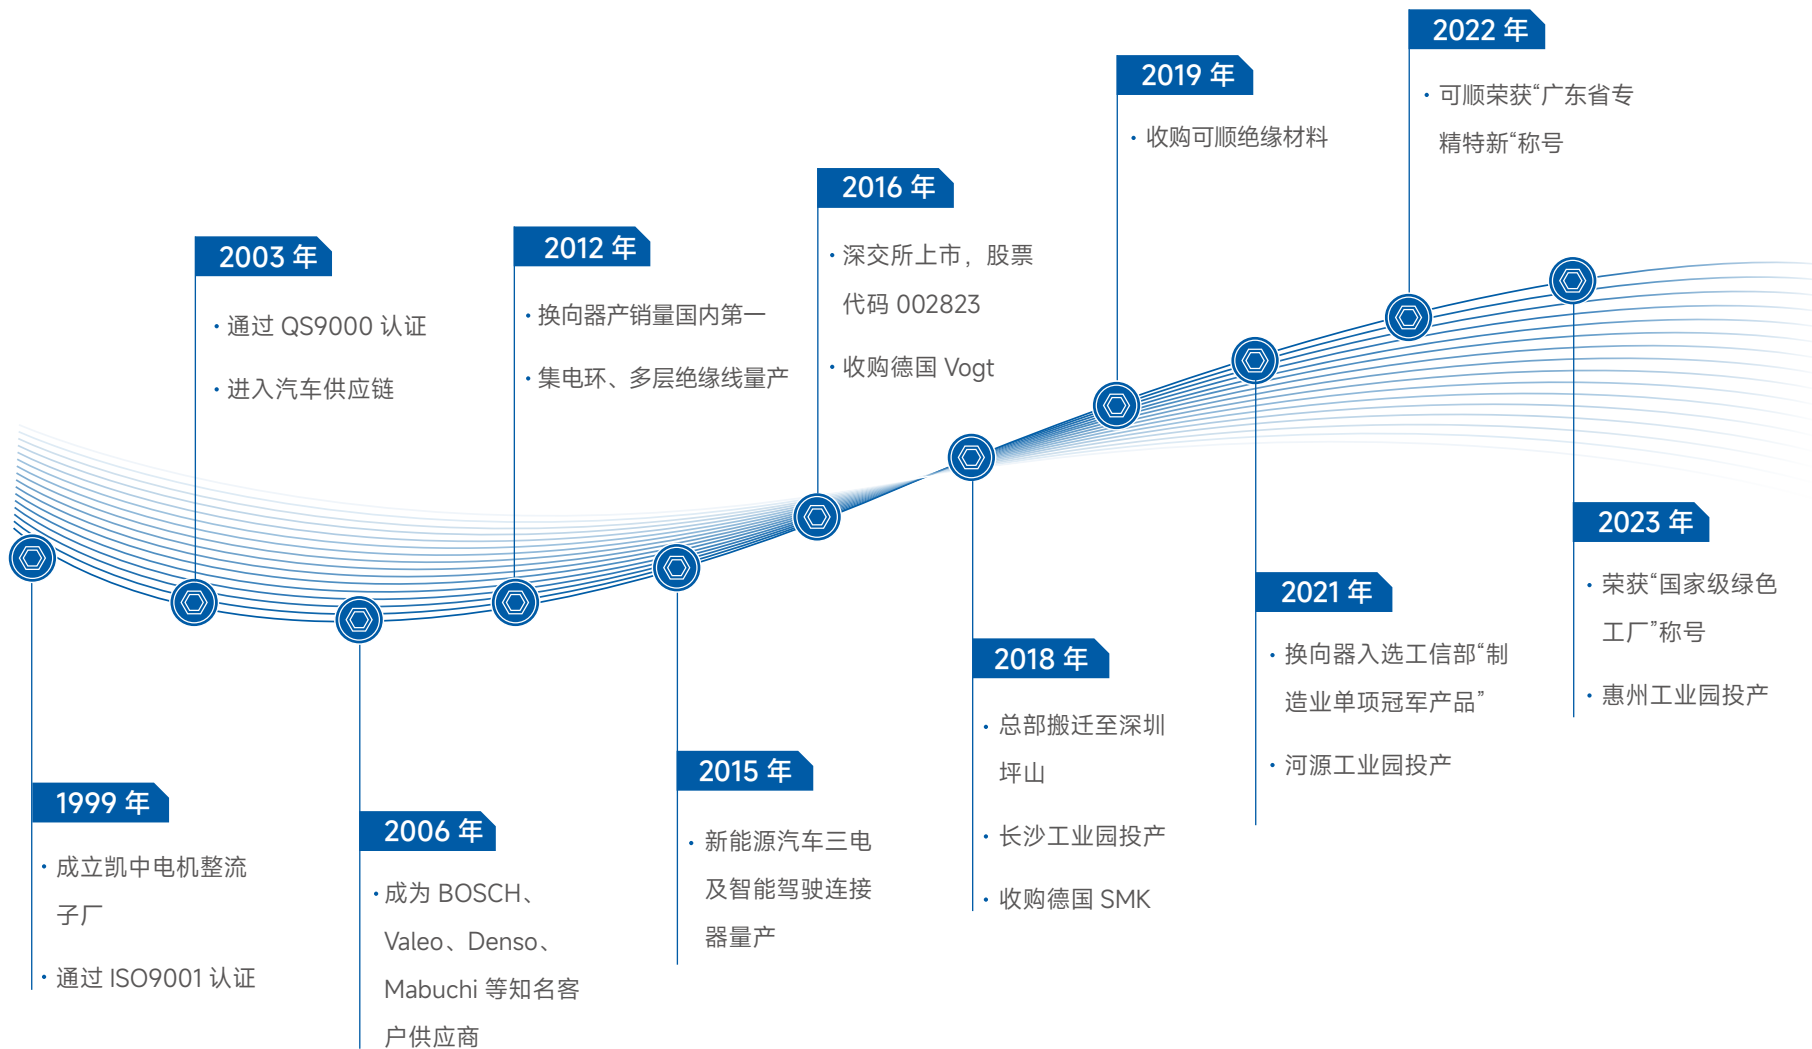 1999 年
• 成立凯中电机整流
子厂
• 通过 ISO9001 认证
2003 年
• 通过 QS9000 认证
• 进入汽车供应链
2006 年
• 成为 BOSCH、
Valeo、Denso、
Mabuchi 等知名客
户供应商
2012 年
• 换向器产销量国内第一
• 集电环、多层绝缘线量产
2015 年
• 新能源汽车三电
及智能驾驶连接
器量产
2016 年
• 深交所上市，股票
代码 002823
• 收购德国 Vogt
2018 年
• 总部搬迁至深圳
坪山
• 长沙工业园投产
• 收购德国 SMK
2019 年
• 收购可顺绝缘材料
2021 年
• 换向器入选工信部“制
造业单项冠军产品”
• 河源工业园投产
2022 年
• 可顺荣获“广东省专
精特新“称号
2023 年
• 荣获“国家级绿色
工厂”称号
• 惠州工业园投产